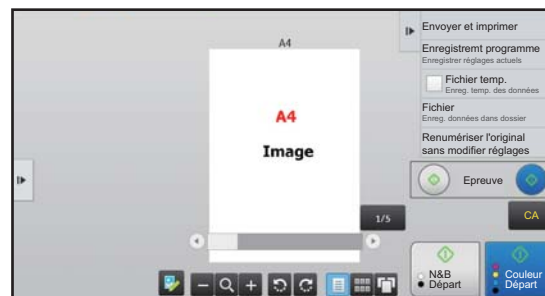 A4
A4
Image
1/5
Envoyer et imprimer
Enregistremt programme
Enregistrer réglages actuels
Fichier temp.
Enreg. temp. des données
Fichier
Enreg. données dans dossier
Renumériser l'original
sans modifier réglages
Epreuve
CA
N&B
Départ
Couleur
Départ